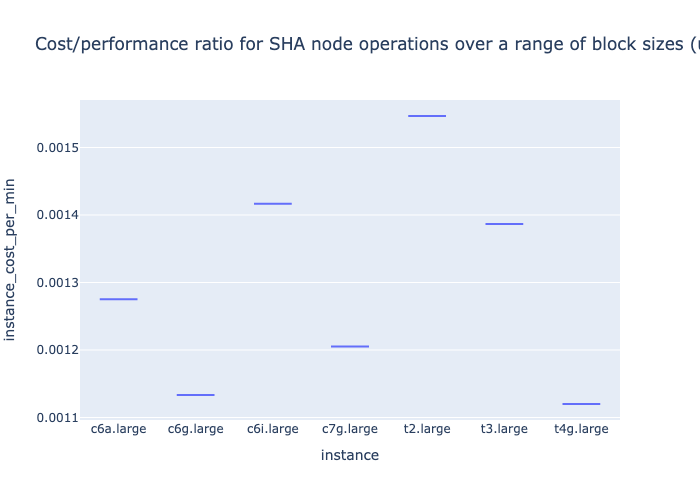 Cost/performance ratio for SHA node operations over a range of block sizes
instance_cost_per_min
0.0015
0.0014
0.0013
0.0012
0.0011
c6a.large c6g.large c6i.large c7g.large t2.large t3.large t4g.large
instance